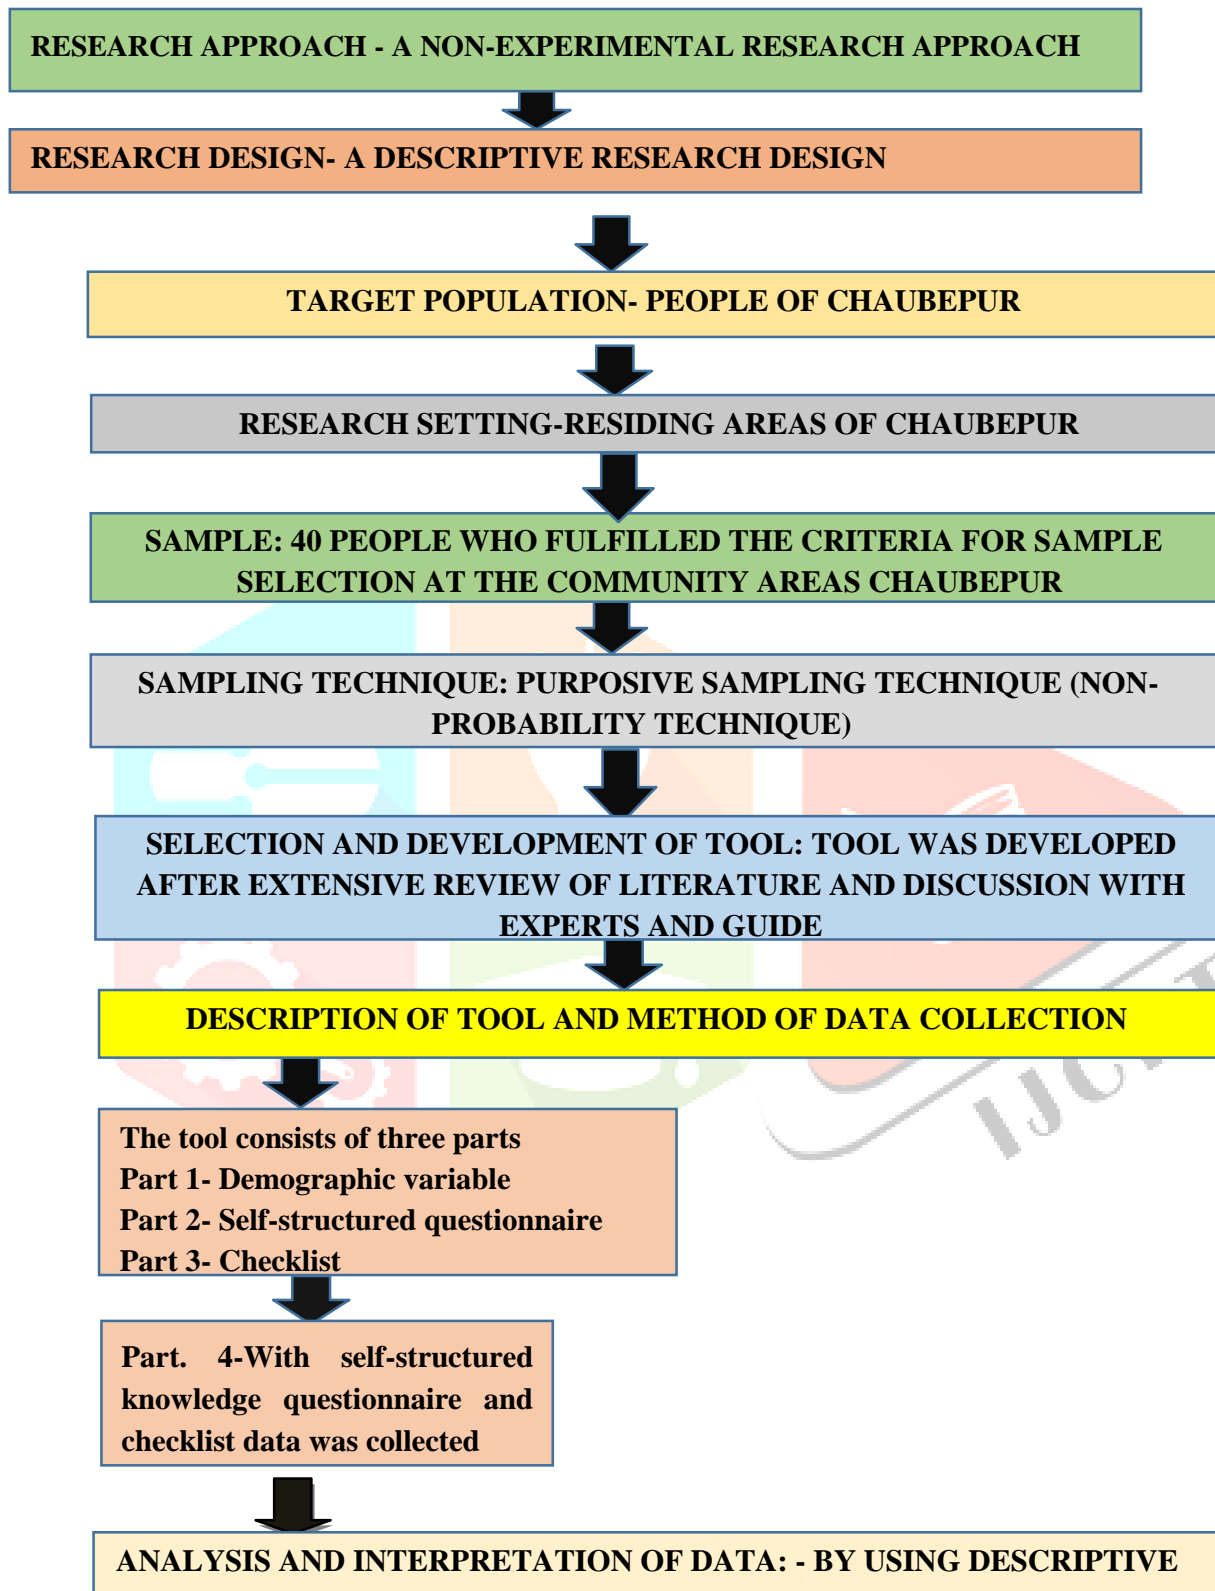 RESEARCH APPROACH - A NON-EXPERIMENTAL RESEARCH APPROACH
RESEARCH DESIGN- A DESCRIPTIVE RESEARCH DESIGN
TARGET POPULATION- PEOPLE OF CHAUBEPUR
RESEARCH SETTING-RESIDING AREAS OF CHAUBEPUR
SAMPLE: 40 PEOPLE WHO FULFILLED THE CRITERIA FOR SAMPLE
SELECTION AT THE COMMUNITY AREAS CHAUBEPUR
SAMPLING TECHNIQUE: PURPOSIVE SAMPLING TECHNIQUE (NON-
PROBABILITY TECHNIQUE)
SELECTION AND DEVELOPMENT OF TOOL: TOOL WAS DEVELOPED
AFTER EXTENSIVE REVIEW OF LITERATURE AND DISCUSSION WITH
EXPERTS AND GUIDE
DESCRIPTION OF TOOL AND METHOD OF DATA COLLECTION
The tool consists of three parts
Part 1- Demographic variable
Part 2- Self-structured questionnaire
Part 3- Checklist
Part. 4-With self-structured
knowledge questionnaire and
checklist data was collected
ANALYSIS AND INTERPRETATION OF DATA: - BY USING DESCRIPTIVE